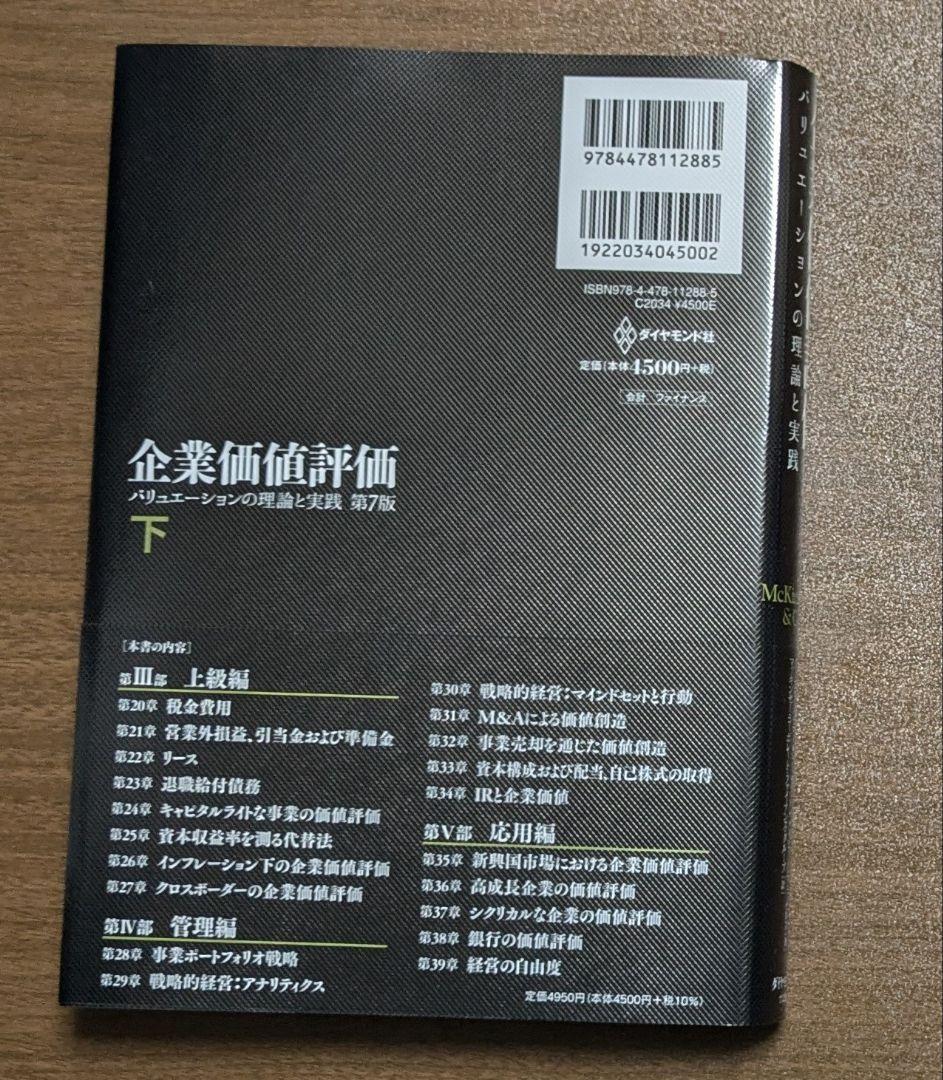 9784478112885
1922034045002
ISBN978-4-478-11288-5
C2034 ¥4500E
ダイヤモンド社
定価(本体4500円+税)
会計 ファイナンス
企業価値評価
バリュエーションの理論と実践 第7版
下
[本書の内容]
第III部 上級編
第20章 税金費用
第21章 営業外損益、引当金および準備金
第22章 リース
第23章 退職給付債務
第24章 キャピタルライトな事業の価値評価
第25章 資本収益率を測る代替法
第26章 インフレーション下の企業価値評価
第27章 クロスボーダーの企業価値評価
第IV部 管理編
第28章 事業ポートフォリオ戦略
第29章 戦略的経営:アナリティクス
第30章 戦略的経営:マインドセットと行動
第31章 M&Aによる価値創造
第32章 事業売却を通じた価値創造
第33章 資本構成および配当、自己株式の取得
第34章 IRと企業価値
第V部 応用編
第35章 新興国市場における企業価値評価
第36章 高成長企業の価値評価
第37章 シクリカルな企業の価値評価
第38章 銀行の価値評価
第39章 経営の自由度
定価4950円(本体4500円+税10%)
バリュエーションの理論と実践
McK
&